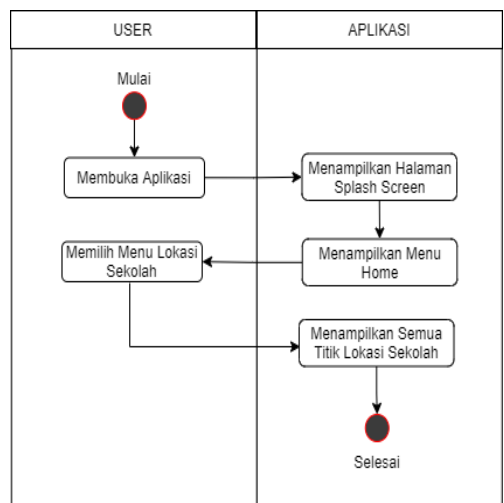 USER
APLIKASI
Mulai
Membuka Aplikasi
Menampilkan Halaman
Splash Screen
Memilih Menu Lokasi
Sekolah
Menampilkan Menu
Home
Menampilkan Semua
Titik Lokasi Sekolah
Selesai